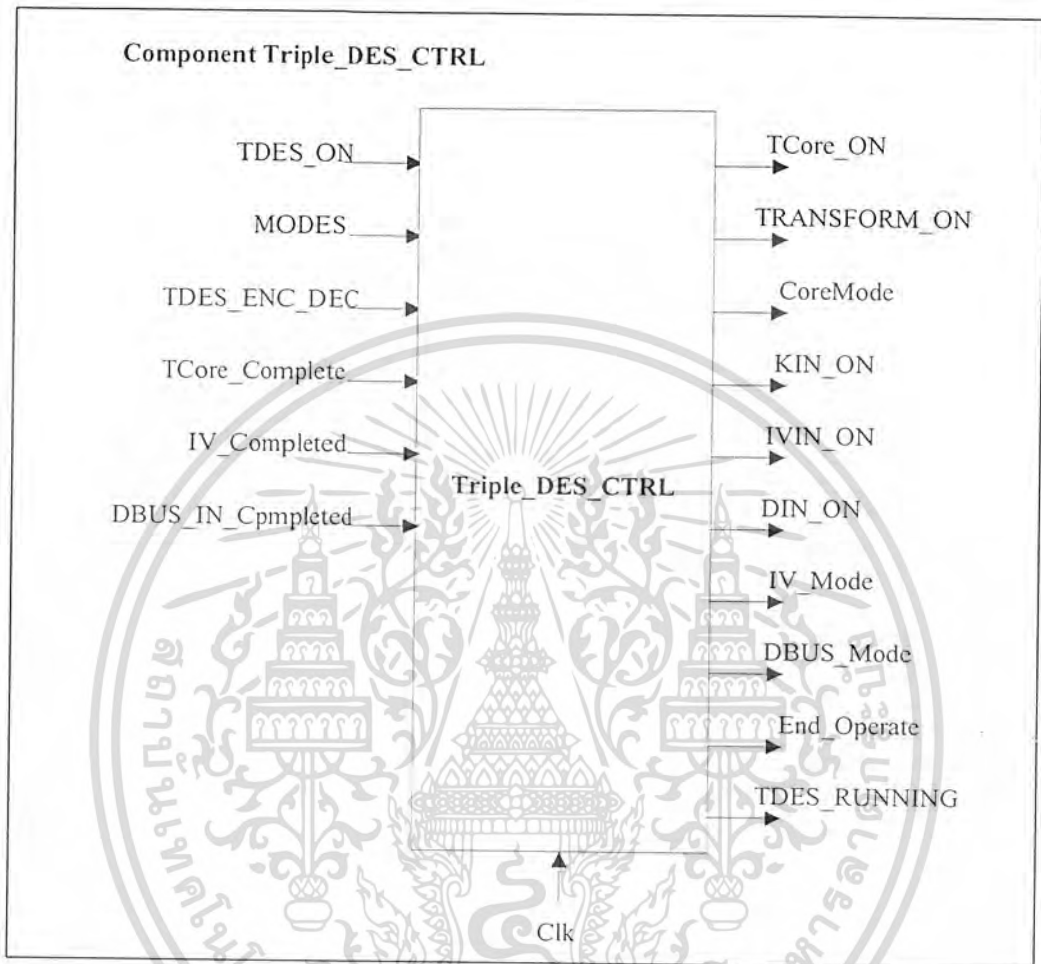 Component Triple_DES_CTRL
TDES_ON
MODES
TDES_ENC_DEC
TCore_Complete
IV_Completed
DBUS_IN_Cpmpleted
Triple_DES_CTRL
TCore_ON
TRANSFORM_ON
CoreMode
KIN_ON
IVIN_ON
DIN_ON
IV_Mode
DBUS_Mode
End_Operate
TDES_RUNNING
Clk